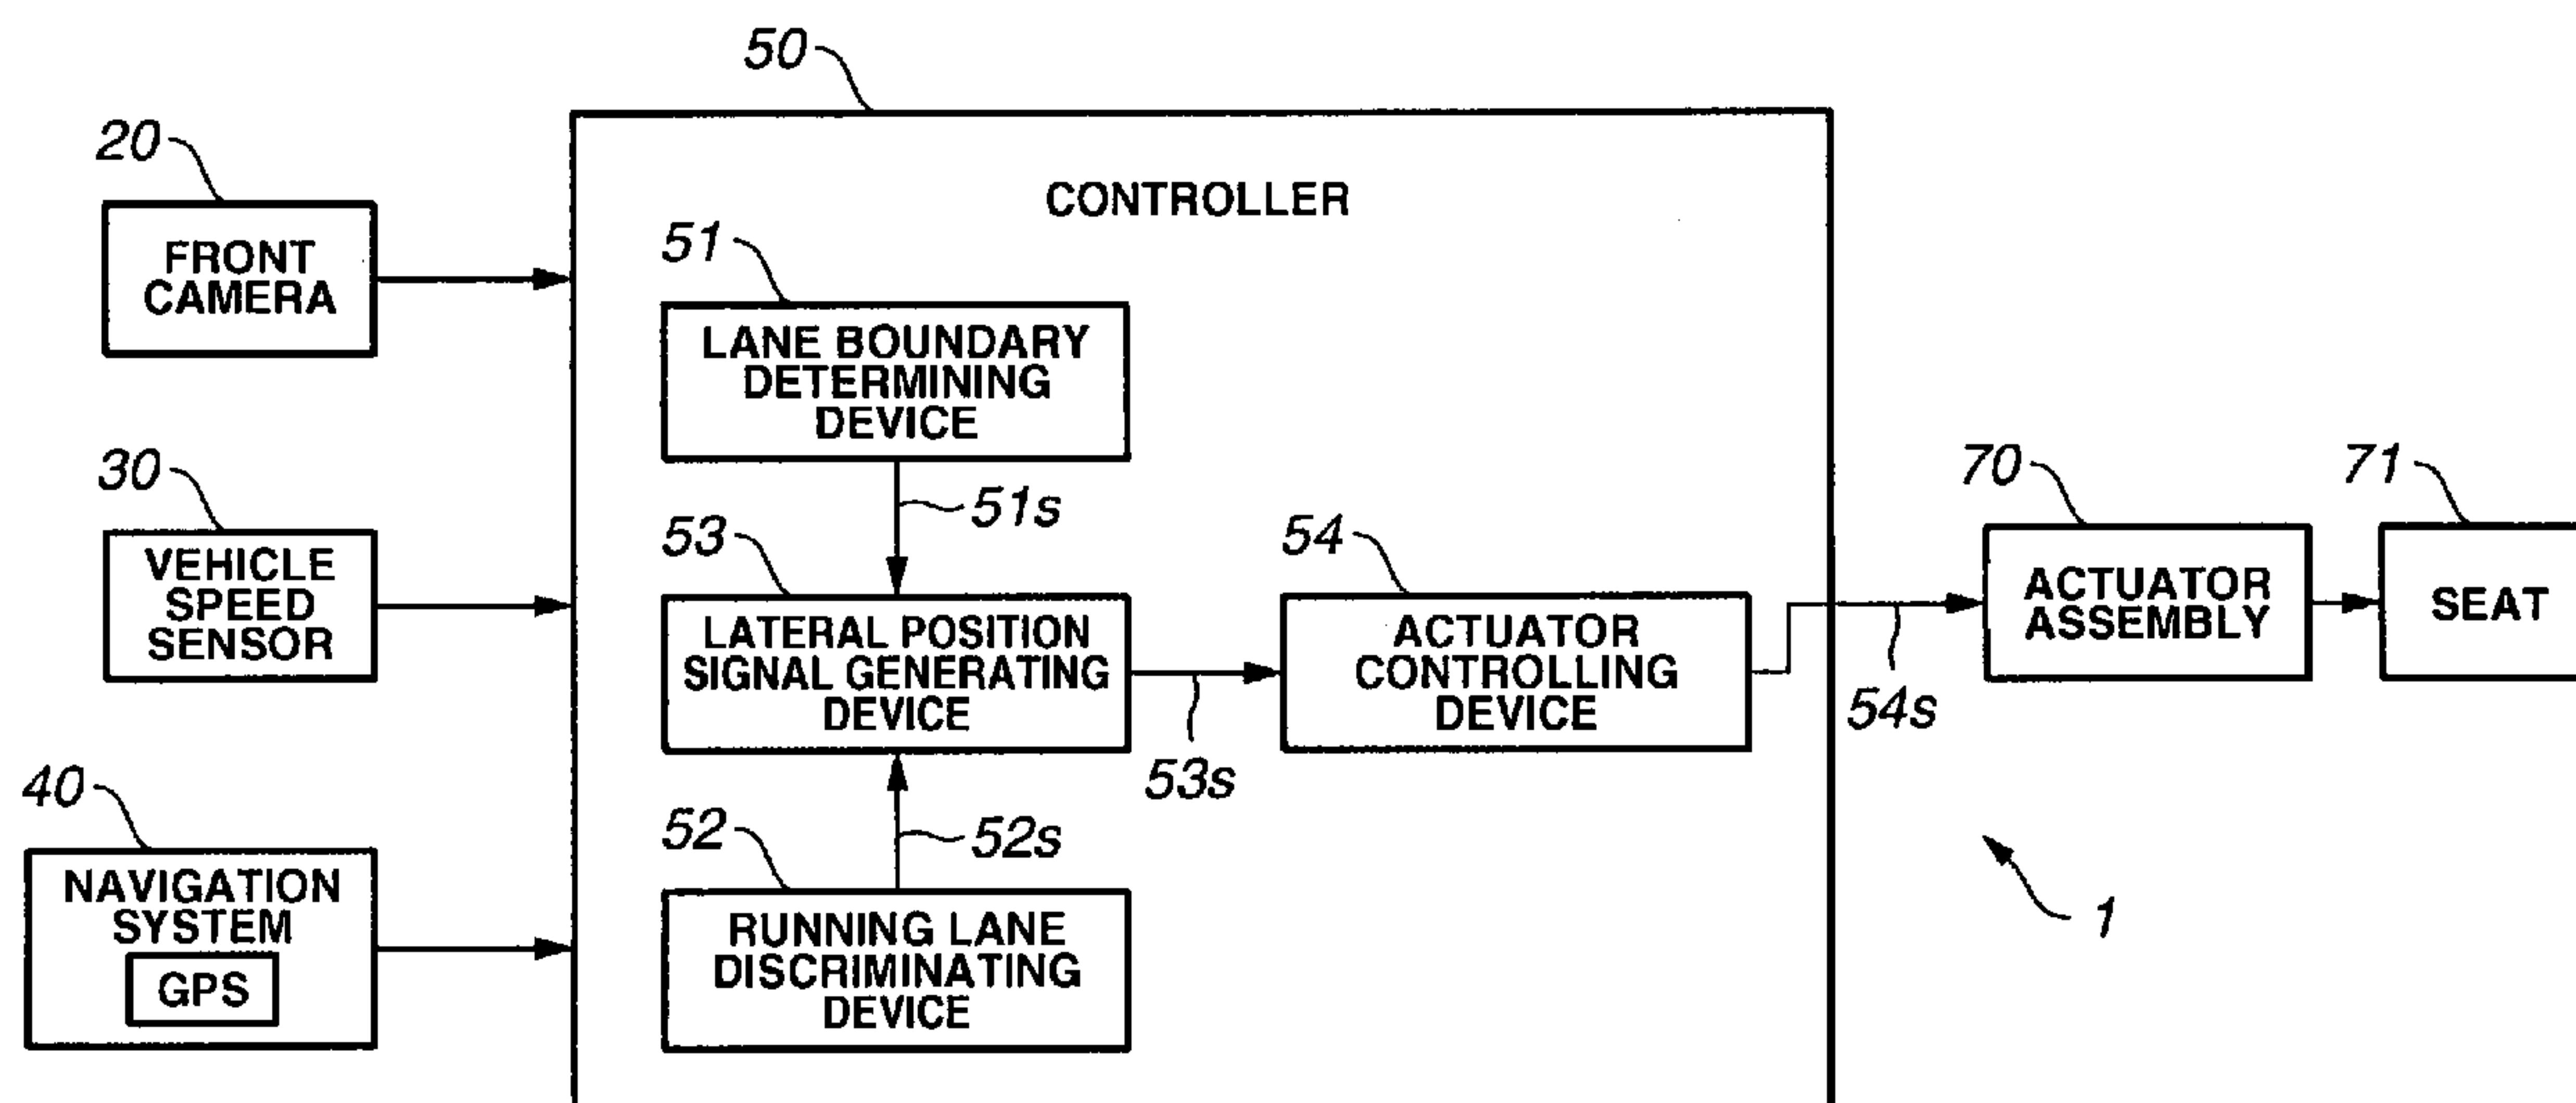 50
CONTROLLER
20
FRONT
CAMERA
30
VEHICLE
SPEED
SENSOR
40
NAVIGATION
SYSTEM
GPS
51
LANE BOUNDARY
DETERMINING
DEVICE
51s
53
LATERAL POSITION
SIGNAL GENERATING
DEVICE
53s
52s
52
RUNNING LANE
DISCRIMINATING
DEVICE
54
ACTUATOR
CONTROLLING
DEVICE
54s
70
ACTUATOR
ASSEMBLY
71
SEAT
1